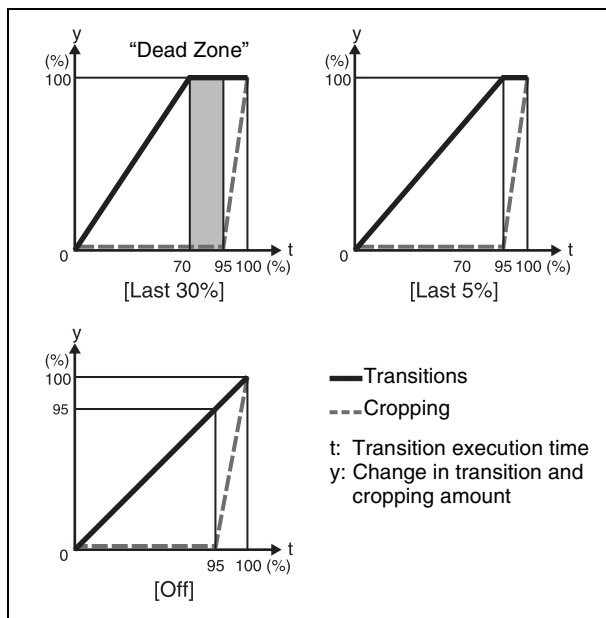 y
“Dead Zone”
(%)
100
0
t
70 95 100 (%)
[Last 30%]
y
(%)
100
0
t
70 95 100 (%)
[Last 5%]
y
(%)
100
95
0
t
95 100 (%)
[Off]
Transitions
Cropping
t: Transition execution time
y: Change in transition and
cropping amount